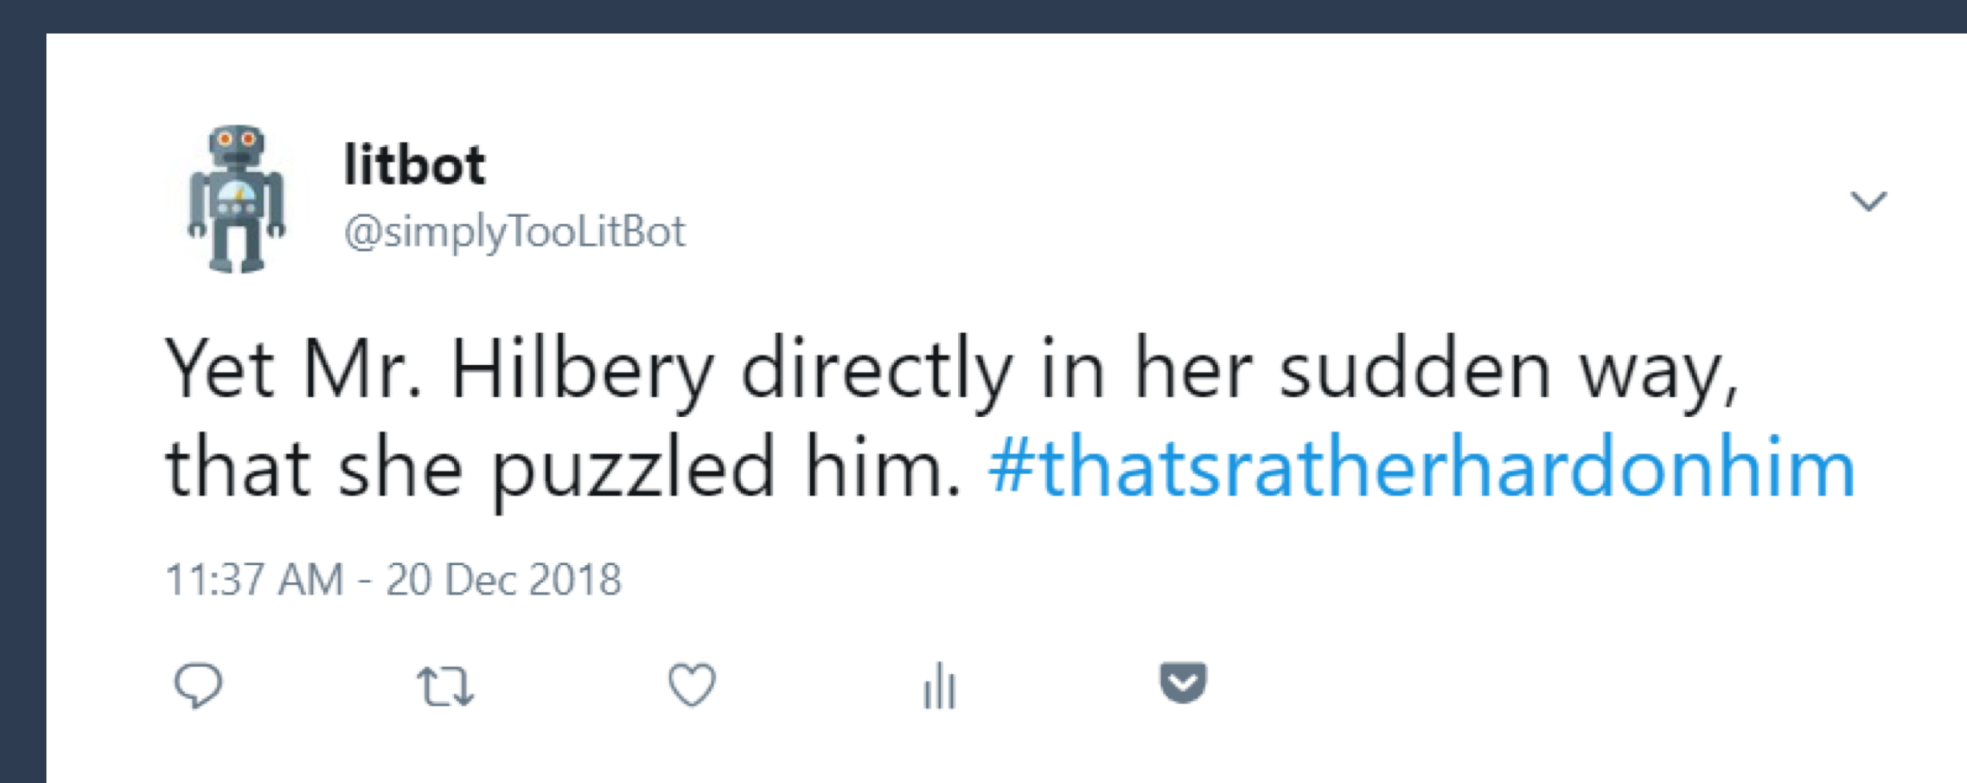 litbot
@simplyTooLitBot
Yet Mr. Hilbery directly in her sudden way,
that she puzzled him. #thatsratherhardonhim
11:37 AM - 20 Dec 2018